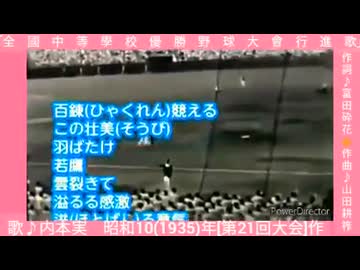 全國中等學校優勝野球大會行進歌
作詞♪富田砕花
作曲♪山田耕筰
百錬(ひゃくれん)競える
この壮美(そうび)
羽ばたけ
若鷹
雲裂きて
溢るる感激
PowerDirector
歌♪内本実 昭和10(1935)年[第21回大会]作